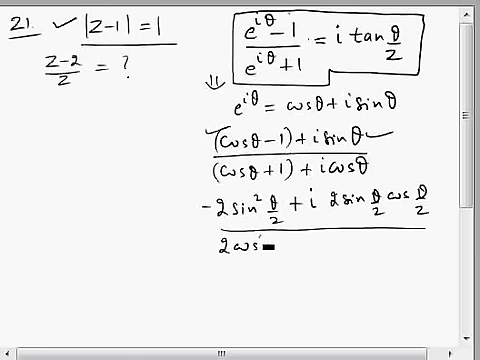 21. ✓ |z-1| = 1
(z-2)/z = ?
(e^{iθ} - 1)/(e^{iθ} + 1) = i tan θ/2
⇓
e^{iθ} = cosθ + i sinθ
(cosθ - 1) + i sinθ ✓
(cosθ + 1) + i cosθ
-2 sin² θ/2 + i 2 sin θ/2 cos θ/2
2 cos